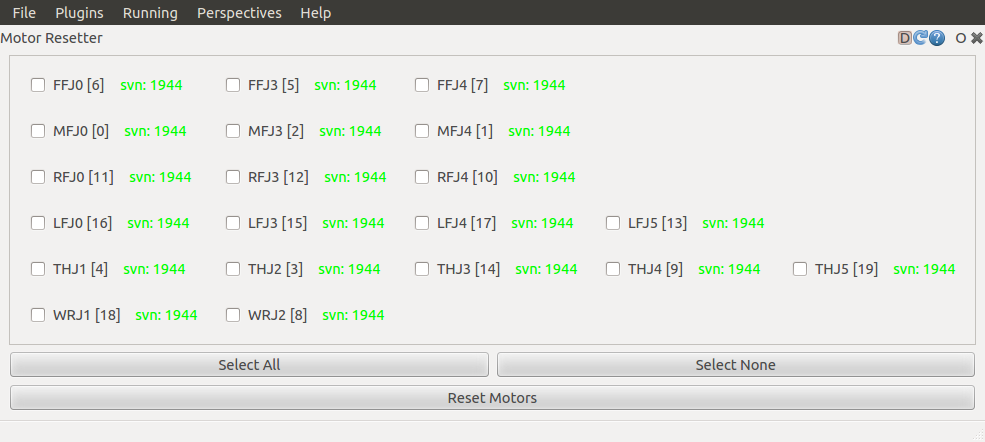 File Plugins Running Perspectives Help
Motor Resetter D ? O
FFJ0 [6] svn: 1944 FFJ3 [5] svn: 1944 FFJ4 [7] svn: 1944
MFJ0 [0] svn: 1944 MFJ3 [2] svn: 1944 MFJ4 [1] svn: 1944
RFJ0 [11] svn: 1944 RFJ3 [12] svn: 1944 RFJ4 [10] svn: 1944
LFJ0 [16] svn: 1944 LFJ3 [15] svn: 1944 LFJ4 [17] svn: 1944 LFJ5 [13] svn: 1944
THJ1 [4] svn: 1944 THJ2 [3] svn: 1944 THJ3 [14] svn: 1944 THJ4 [9] svn: 1944 THJ5 [19] svn: 1944
WRJ1 [18] svn: 1944 WRJ2 [8] svn: 1944
Select All Select None
Reset Motors